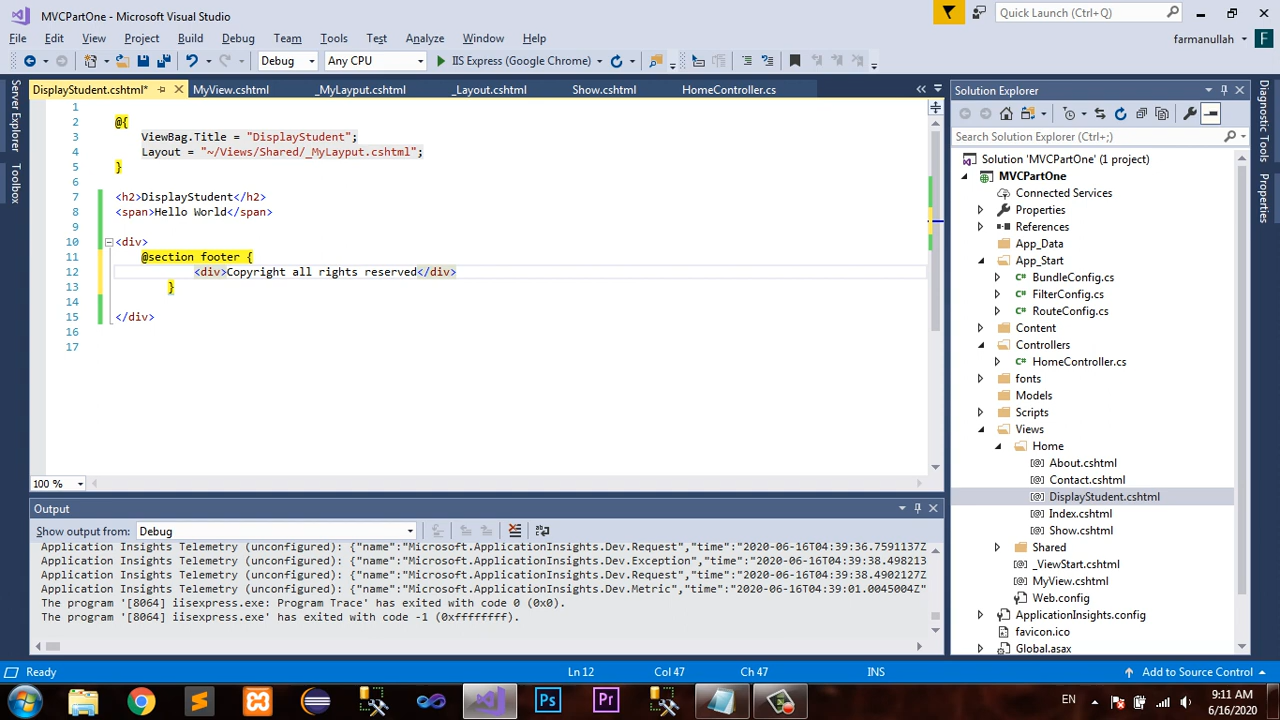 MVCPartOne - Microsoft Visual Studio
Quick Launch (Ctrl+Q)
File Edit View Project Build Debug Team Tools Test Analyze Window Help
farmanullah F
Debug Any CPU IIS Express (Google Chrome)
Server Explorer
Toolbox
DisplayStudent.cshtml* MyView.cshtml _MyLayput.cshtml _Layout.cshtml Show.cshtml HomeController.cs
1
2 @{
3 ViewBag.Title = "DisplayStudent";
4 Layout = "~/Views/Shared/_MyLayput.cshtml";
5 }
6
7 <h2>DisplayStudent</h2>
8 <span>Hello World</span>
9
10 <div>
11 @section footer {
12 <div>Copyright all rights reserved</div>
13 }
14
15 </div>
16
17
100 %
Output
Show output from: Debug
Application Insights Telemetry (unconfigured): {"name":"Microsoft.ApplicationInsights.Dev.Request","time":"2020-06-16T04:39:36.7591137Z
Application Insights Telemetry (unconfigured): {"name":"Microsoft.ApplicationInsights.Dev.Exception","time":"2020-06-16T04:39:38.498213
Application Insights Telemetry (unconfigured): {"name":"Microsoft.ApplicationInsights.Dev.Request","time":"2020-06-16T04:39:38.4902127Z
Application Insights Telemetry (unconfigured): {"name":"Microsoft.ApplicationInsights.Dev.Metric","time":"2020-06-16T04:39:01.0045004Z"
The program '[8064] iisexpress.exe: Program Trace' has exited with code 0 (0x0).
The program '[8064] iisexpress.exe' has exited with code -1 (0xffffffff).
Solution Explorer
Search Solution Explorer (Ctrl+;)
Solution 'MVCPartOne' (1 project)
MVCPartOne
Connected Services
Properties
References
App_Data
App_Start
C# BundleConfig.cs
C# FilterConfig.cs
C# RouteConfig.cs
Content
Controllers
C# HomeController.cs
fonts
Models
Scripts
Views
Home
[@] About.cshtml
[@] Contact.cshtml
[@] DisplayStudent.cshtml
[@] Index.cshtml
[@] Show.cshtml
Shared
[@] _ViewStart.cshtml
[@] MyView.cshtml
Web.config
ApplicationInsights.config
favicon.ico
Global.asax
Diagnostic Tools
Properties
Ready Ln 12 Col 47 Ch 47 INS Add to Source Control
Ps Pr EN 9:11 AM
6/16/2020